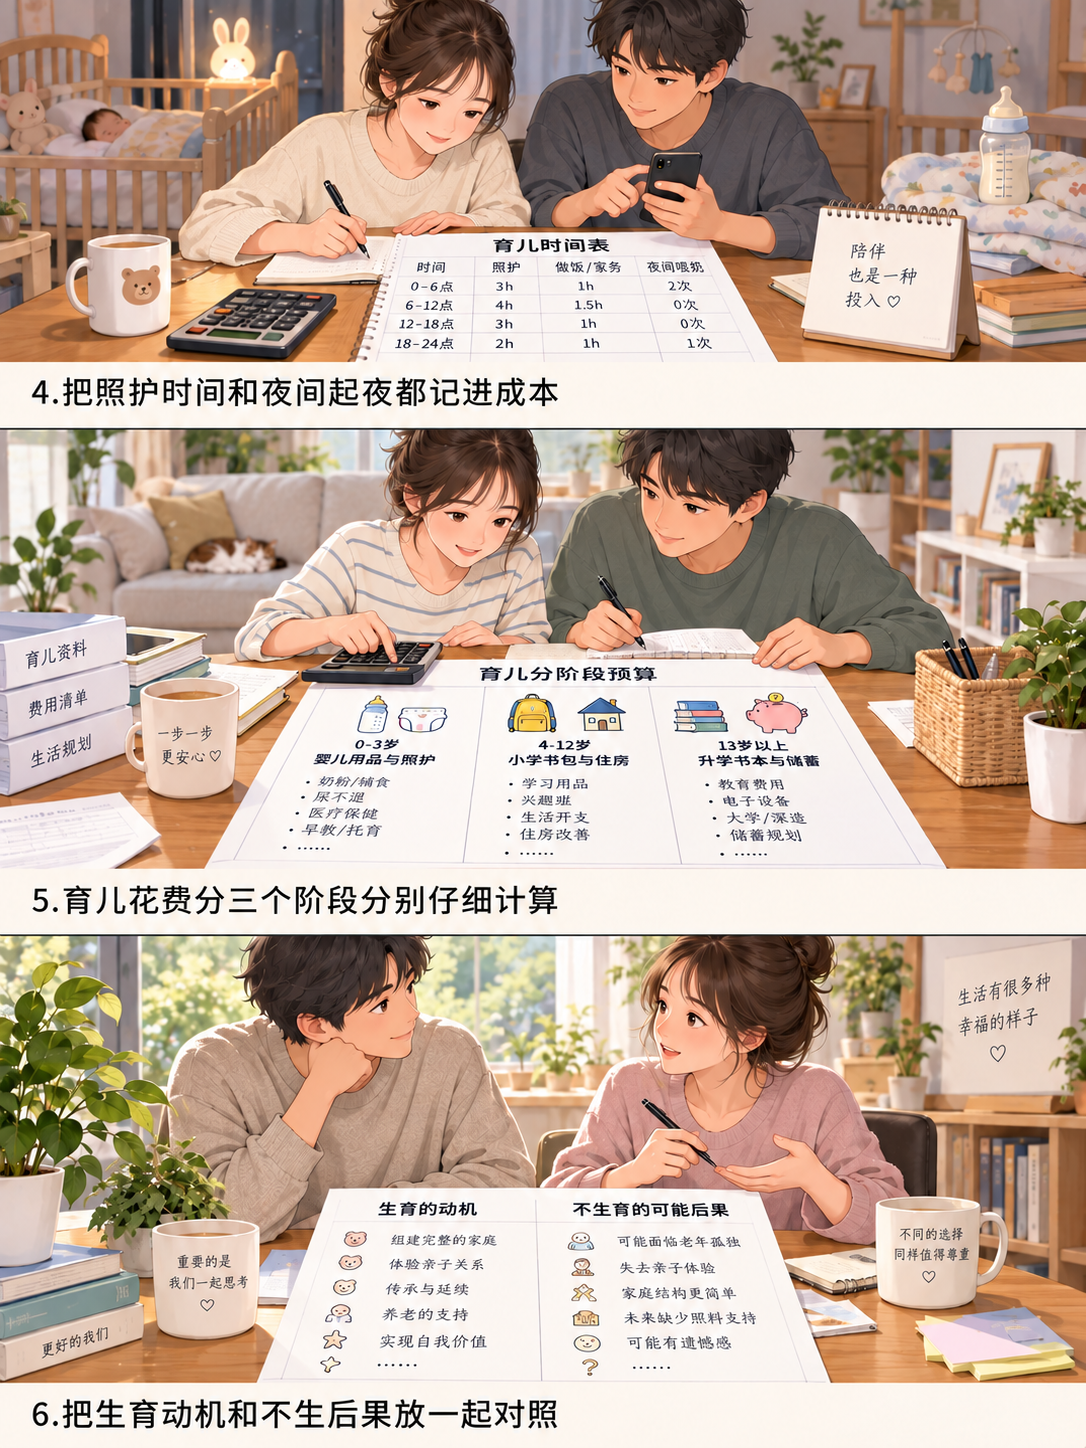 育儿时间表
时间 照护 做饭/家务 夜间喂奶
0-6点 3h 1h 2次
6-12点 4h 1.5h 0次
12-18点 3h 1h 0次
18-24点 2h 1h 1次
陪伴
也是一种
投入♡
4.把照护时间和夜间起夜都记进成本
育儿资料
费用清单
生活规划
一步一步
更安心♡
育儿分阶段预算
0-3岁
婴儿用品与照护
• 奶粉/辅食
• 医疗保健
• 早教/托育
• ……
4-12岁
小学书包与住房
• 学习用品
• 兴趣班
• 生活开支
• 住房改善
• ……
13岁以上
升学书本与储蓄
• 教育费用
• 电子设备
• 大学/深造
• 储蓄规划
• ……
5.育儿花费分三个阶段分别仔细计算
生活有很多种
幸福的样子
♡
生育的动机
组建完整的家庭
体验亲子关系
传承与延续
养老的支持
实现自我价值
……
不生育的可能后果
可能面临老年孤独
失去亲子体验
家庭结构更简单
未来缺少照料支持
可能有遗憾感
?
……
重要的是
我们一起思考
♡
更好的我们
不同的选择
同样值得尊重
♡
6.把生育动机和不生后果放一起对照